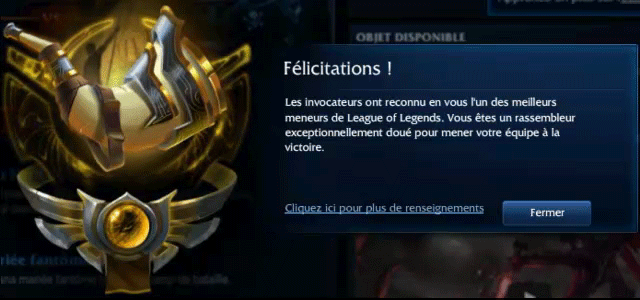 OBJET DISPONIBLE
Félicitations !
Les invocateurs ont reconnu en vous l'un des meilleurs
meneurs de League of Legends. Vous êtes un rassembleur
exceptionnellement doué pour mener votre équipe à la
victoire.
Cliquez ici pour plus de renseignements
Fermer